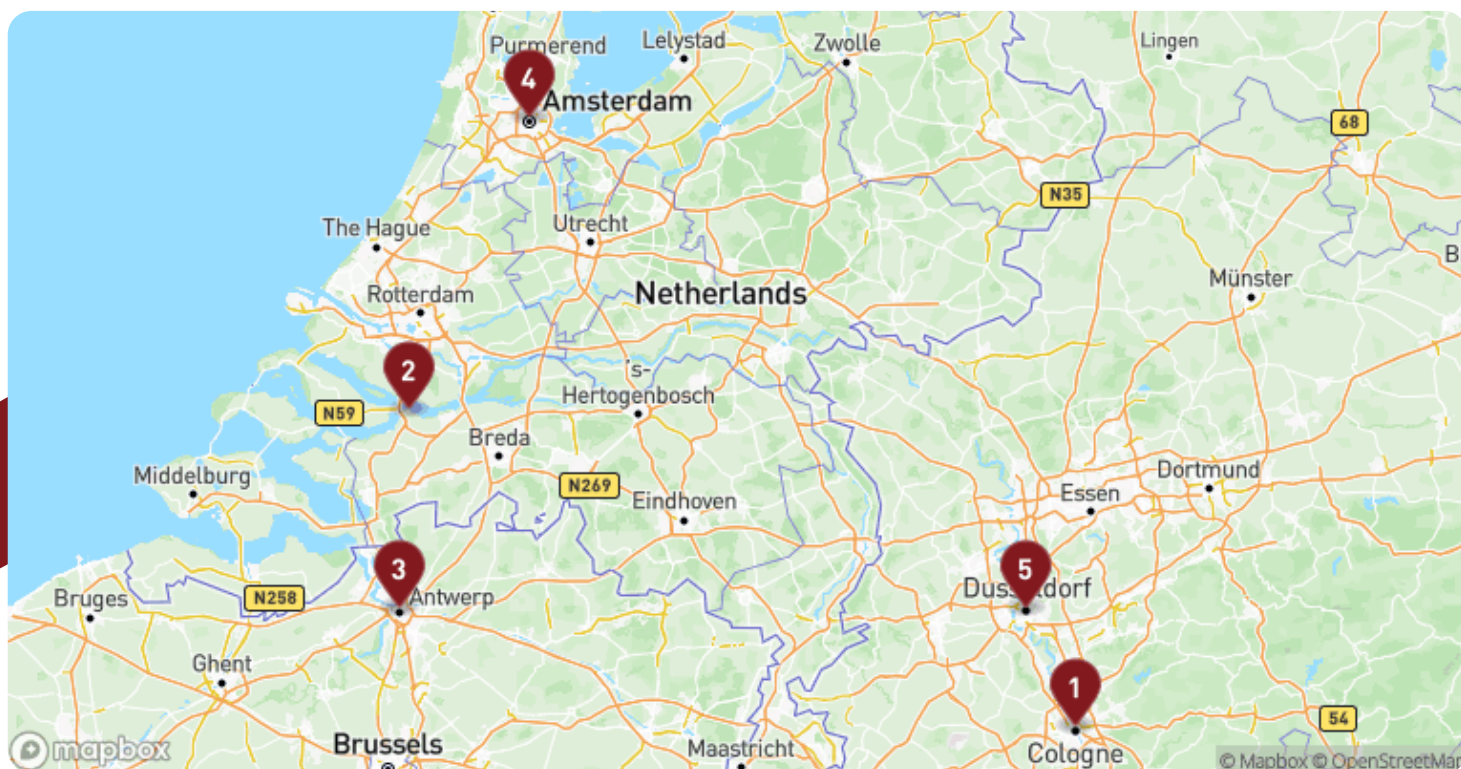 Purmerend
Lelystad
Zwolle
Lingen
4
Amsterdam
68
N35
The Hague
Utrecht
Münster
Rotterdam
Netherlands
2
's-
Hertogenbosch
N59
Breda
Middelburg
N269
Eindhoven
Dortmund
Essen
3
5
Bruges
N258
Antwerp
Dusseldorf
Ghent
1
54
mapbox
Brussels
Maastricht
Cologne
© Mapbox © OpenStreetMap